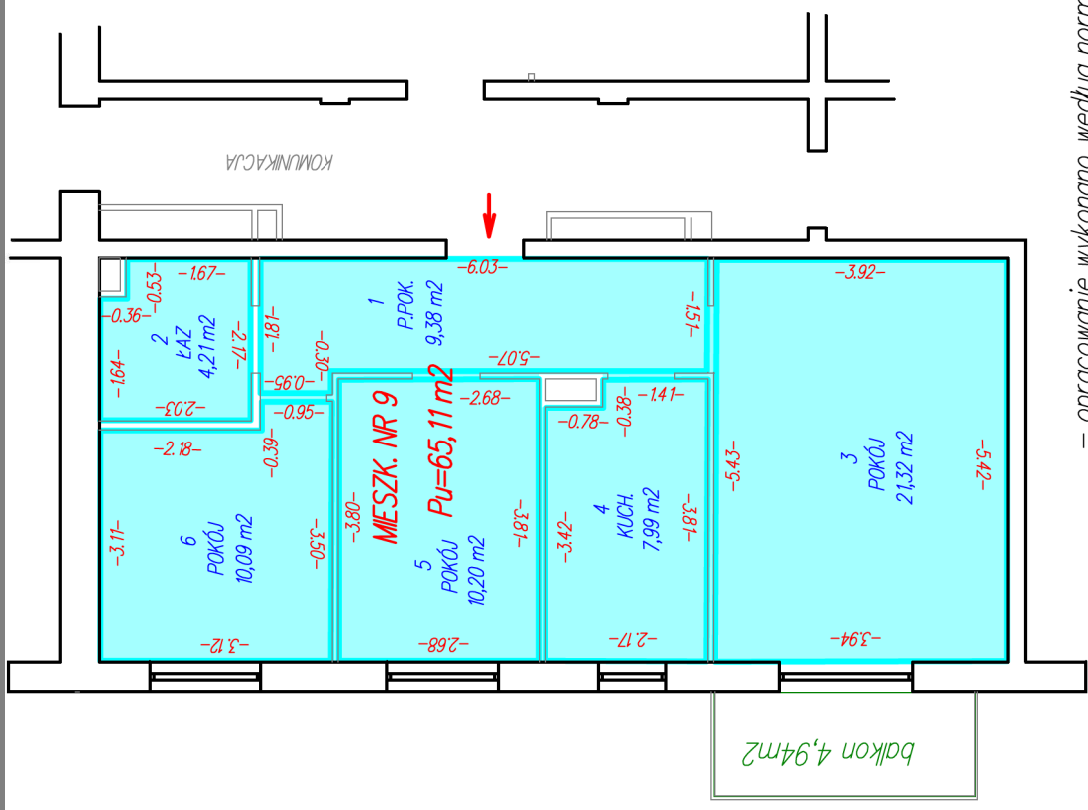 KOMUNIKACJA
-6.03-
-3.92-
-1.67-
-0.53-
-0.36-
2
ŁAZ
4,21 m2
-2.17-
-1.64-
-2.03-
-1.81-
1
P.POK.
9,38 m2
-1.51-
-0.30-
-0.95-
-5.07-
-0.95-
-2.18-
-0.39-
MIESZK. NR 9
Pu=65,11 m2
-2.68-
-0.78-
-0.38-
-1.41-
-3.11-
6
POKÓJ
10,09 m2
-3.50-
-3.12-
-3.80-
5
POKÓJ
10,20 m2
-3.81-
-2.68-
-3.42-
4
KUCH.
7,99 m2
-3.81-
-2.17-
-5.43-
3
POKÓJ
21,32 m2
-5.42-
-3.94-
balkon 4,94m2
- opracowanie wykonano według norm